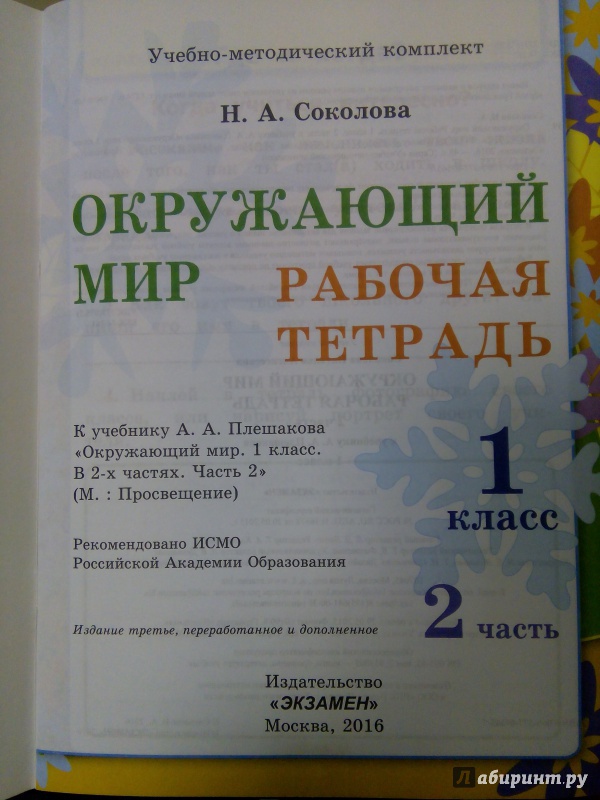 Учебно-методический комплект
Н. А. Соколова
ОКРУЖАЮЩИЙ
МИР РАБОЧАЯ
ТЕТРАДЬ
К учебнику А. А. Плешакова
«Окружающий мир. 1 класс.
В 2-х частях. Часть 2»
(М. : Просвещение)
1
класс
Рекомендовано ИСМО
Российской Академии Образования
2 часть
Издание третье, переработанное и дополненное
Издательство
«ЭКЗАМЕН»
Москва, 2016
Лабиринт.ру